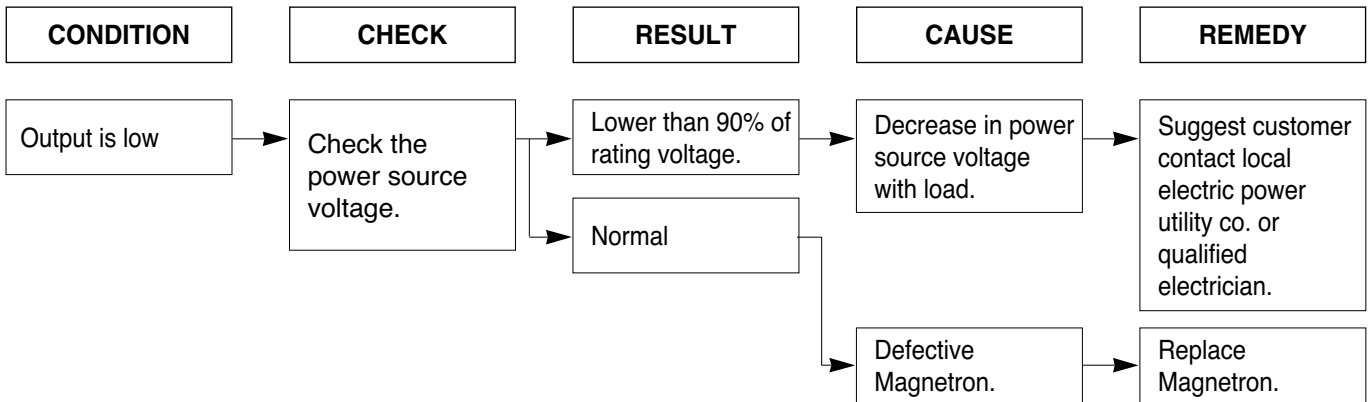 CONDITION
CHECK
RESULT
CAUSE
REMEDY
Output is low
Check the
power source
voltage.
Lower than 90% of
rating voltage.
Decrease in power
source voltage
with load.
Suggest customer
contact local
electric power
utility co. or
qualified
electrician.
Normal
Defective
Magnetron.
Replace
Magnetron.